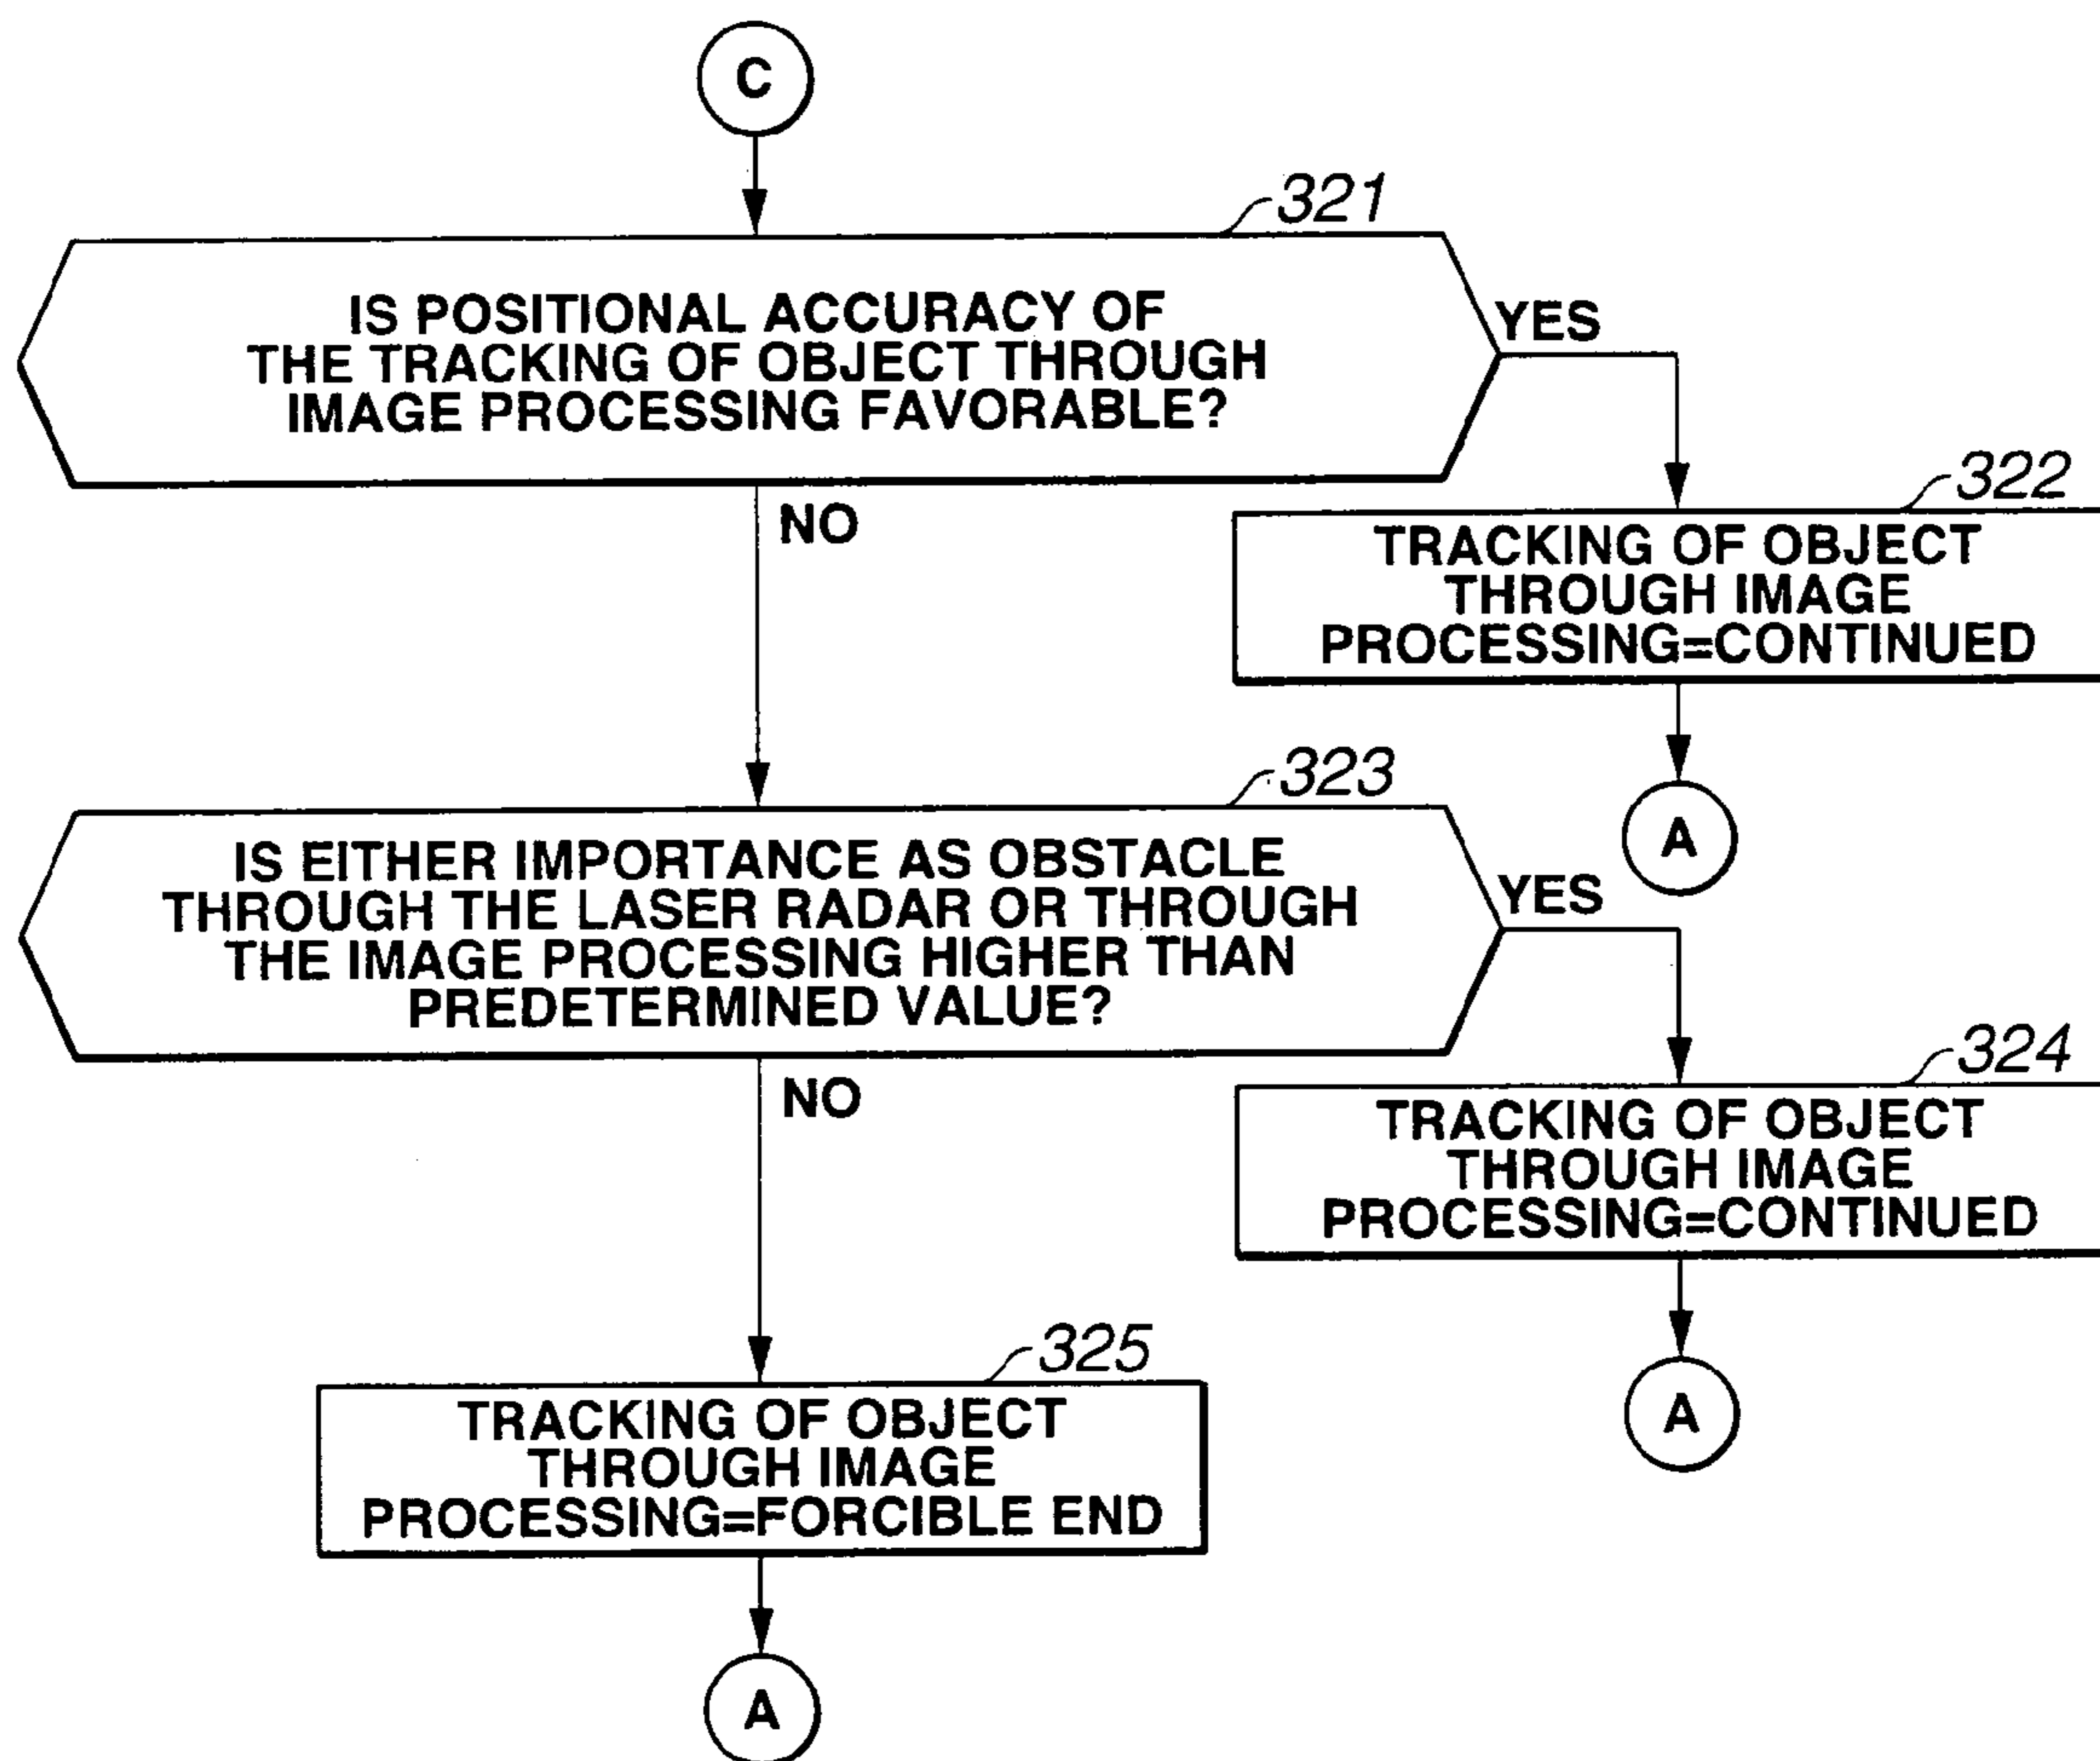 C
321
IS POSITIONAL ACCURACY OF
THE TRACKING OF OBJECT THROUGH
IMAGE PROCESSING FAVORABLE?
YES
NO
322
TRACKING OF OBJECT
THROUGH IMAGE
PROCESSING=CONTINUED
A
323
IS EITHER IMPORTANCE AS OBSTACLE
THROUGH THE LASER RADAR OR THROUGH
THE IMAGE PROCESSING HIGHER THAN
PREDETERMINED VALUE?
YES
NO
324
TRACKING OF OBJECT
THROUGH IMAGE
PROCESSING=CONTINUED
A
325
TRACKING OF OBJECT
THROUGH IMAGE
PROCESSING=FORCIBLE END
A